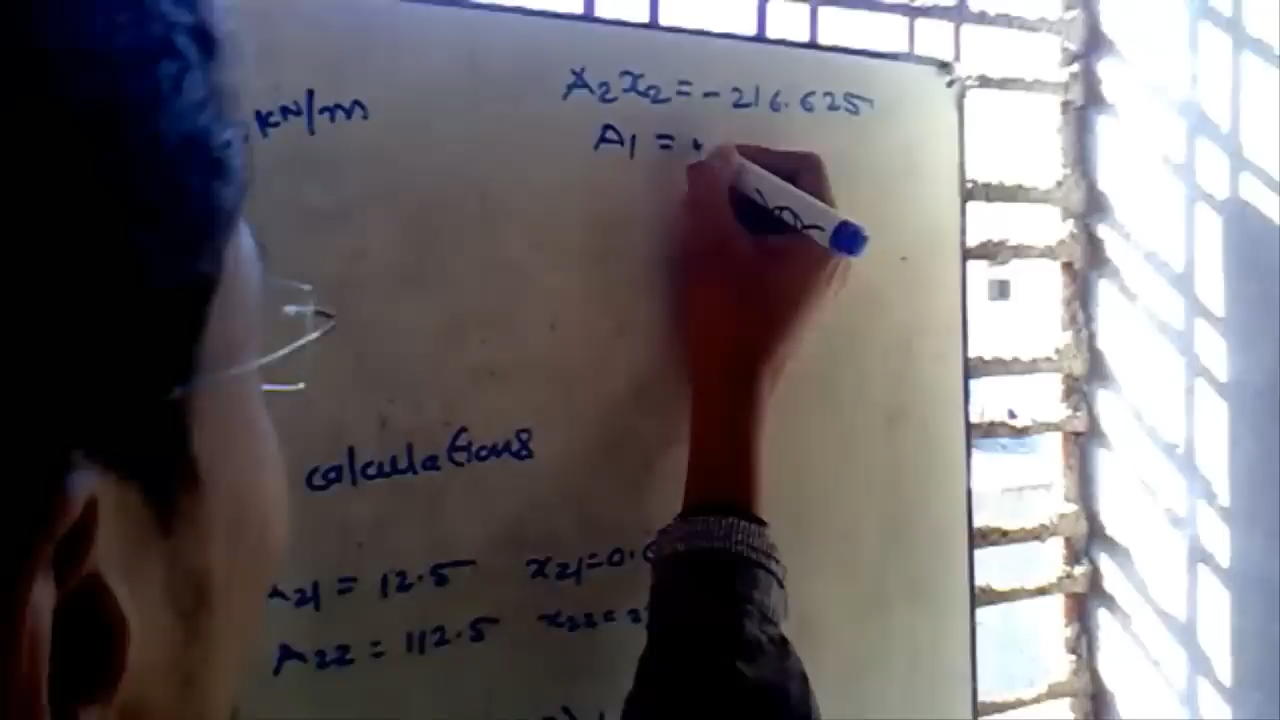 KN/m
A2x2 = - 216.625
A1 =
calculations
A21 = 12.5 x21=0.
A22 = 112.5 x22=